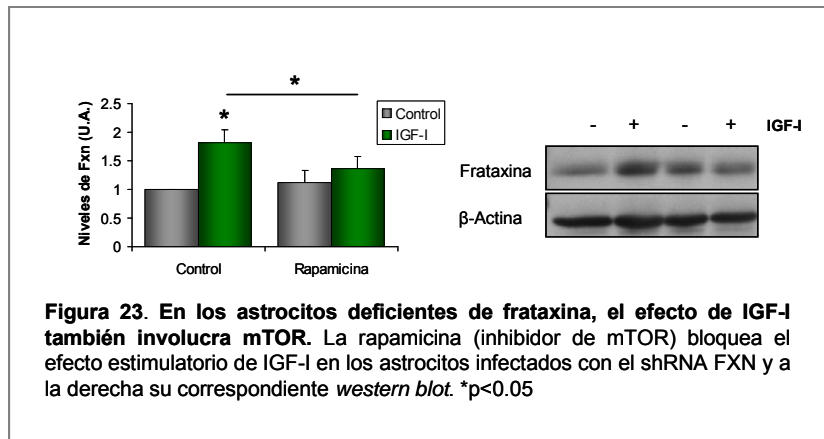 *
*
Control
IGF-I
2.5
2
1.5
1
0.5
0
Niveles de Fxn (U.A.)
Control Rapamicina
- + - + IGF-I
Frataxina
β-Actina
Figura 23. En los astrocitos deficientes de frataxina, el efecto de IGF-I
también involucra mTOR. La rapamicina (inhibidor de mTOR) bloquea el
efecto estimulatorio de IGF-I en los astrocitos infectados con el shRNA FXN y a
la derecha su correspondiente western blot. *p<0.05